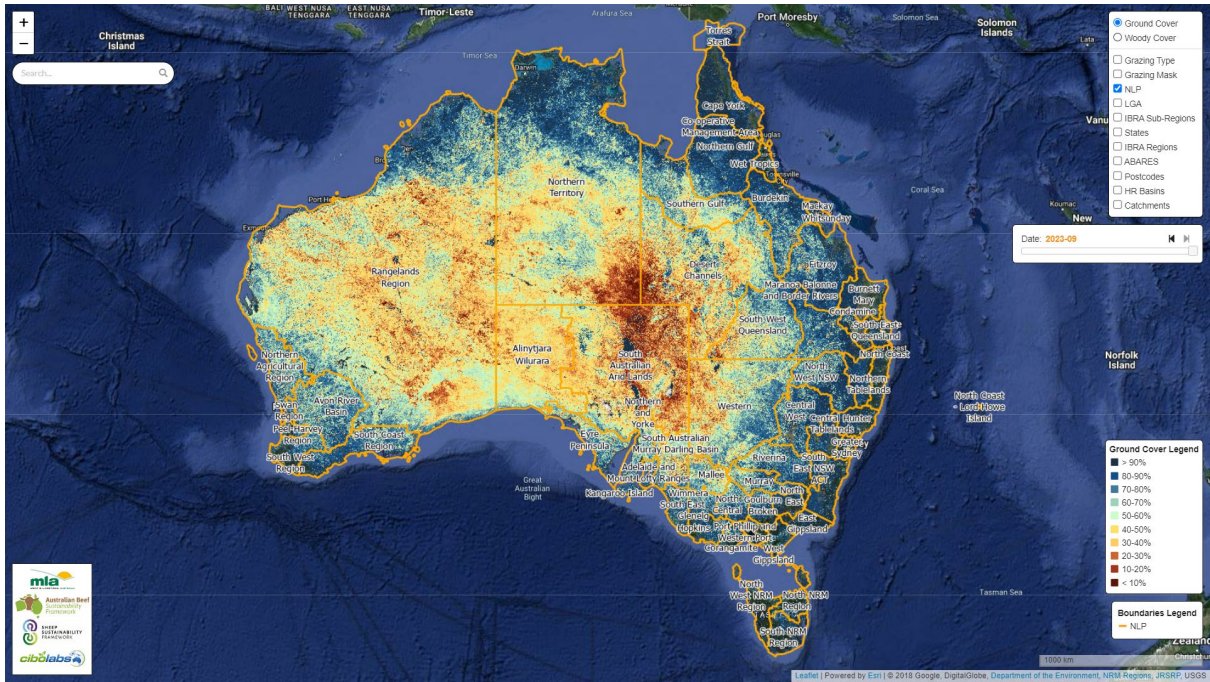 BALI WEST NUSA
TENGGARA
EAST NUSA
TENGGARA
Timor-Leste
Arafura Sea
Port Moresby
Solomon Sea
Solomon
Islands
Lata
Christmas
Island
Timor Sea
Darwin
Torres
Strait
+
−
Search...
Cape York
Co-operative
Management Area
Northern Gulf
Wet Tropics
Northern
Territory
Southern Gulf
Burdekin
Mackay
Whitsunday
Coral Sea
Koumac
New
Vanu
Rangelands
Region
Desert
Channels
Fitzroy
Maranoa Balonne
and Border Rivers
Burnett
Mary
Condamine
South East
Queensland
South West
Queensland
North Coast
Alinytjara
Wilurara
South
Australian
Arid Lands
North
West NSW
Northern
Tablelands
Norfolk
Island
North Coast
- Lord Howe
Island
Northern
Agricultural
Region
Avon River
Basin
Swan
Region
Peel-Harvey
Region
South West
Region
South Coast
Region
Northern
and
Yorke
Western
Central
West
Central
Tablelands
Hunter
Greater
Sydney
Eyre
Peninsula
South Australian
Murray Darling Basin
Riverina
South
East NSW
ACT
Adelaide and
Mount Lofty Ranges
Mallee
Murray
Kangaroo Island
Wimmera
North
Central
Goulburn
Broken
North
East
South East
Glenelg
Hopkins
Port Phillip and
Western Port
East
Gippsland
Corangamite
West
Gippsland
Great
Australian
Bight
North
West NRM
Region
North NRM
Region
South NRM
Region
Tasman Sea
Ground Cover
Woody Cover
Grazing Type
Grazing Mask
NLP
LGA
IBRA Sub-Regions
States
IBRA Regions
ABARES
Postcodes
HR Basins
Catchments
Date: 2023-09
Ground Cover Legend
> 90%
80-90%
70-80%
60-70%
50-60%
40-50%
30-40%
20-30%
10-20%
< 10%
Boundaries Legend
NLP
Zealand
1000 km
mla
Australian Beef
Sustainability
Framework
SHEEP
SUSTAINABILITY
FRAMEWORK
cibolabs
Leaflet | Powered by Esri | © 2018 Google, DigitalGlobe, Department of the Environment, NRM Regions, JRSRP, USGS